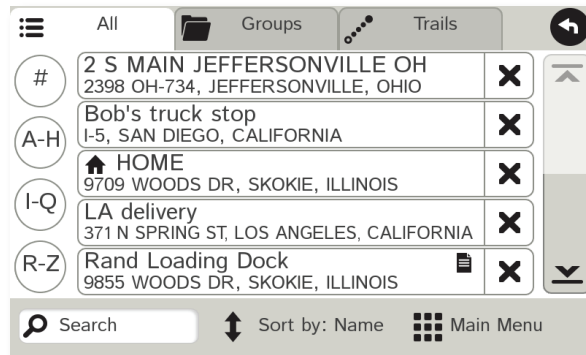 All
Groups
Trails
#
2 S MAIN JEFFERSONVILLE OH
2398 OH-734, JEFFERSONVILLE, OHIO
A-H
Bob's truck stop
I-5, SAN DIEGO, CALIFORNIA
HOME
9709 WOODS DR, SKOKIE, ILLINOIS
I-Q
LA delivery
371 N SPRING ST, LOS ANGELES, CALIFORNIA
R-Z
Rand Loading Dock
9855 WOODS DR, SKOKIE, ILLINOIS
Search
Sort by: Name
Main Menu